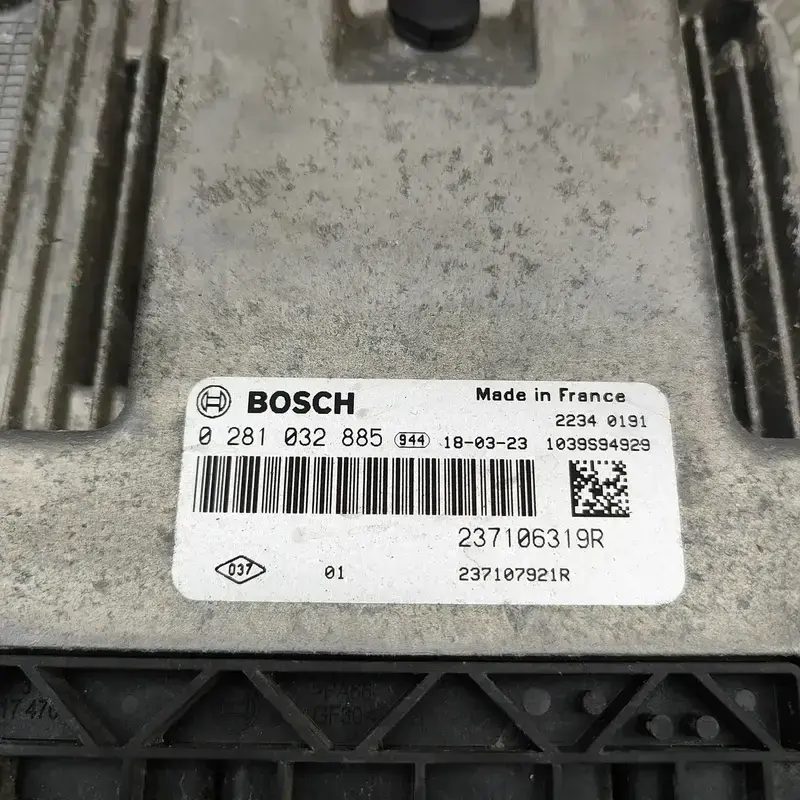 BOSCH
Made in France
2234 0191
0 281 032 885 944 18-03-23 1039S94929
237106319R
037 01 237107921R